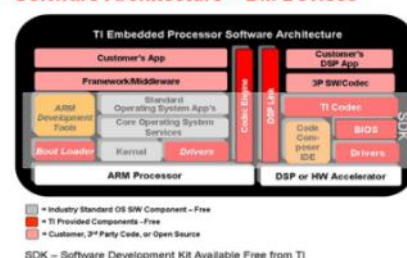 TI Embedded Processor Software Architecture
Customer's App
Framework/Middleware
ARM
Development
Tools
Standard
Operating System App's
Core Operating System
Services
Boot Loader
Kernel
Drivers
ARM Processor
Codec Engine
DSP Link
Customer's
DSP App
3P SW/Codec
TI Codec
Code
Com-
poser
IDE
BIOS
Drivers
DSP or HW Accelerator
SDK
= Industry Standard OS S/W Component – Free
= TI Provided Components - Free
= Customer, 3rd Party Code, or Open Source
SDK – Software Development Kit Available Free from TI